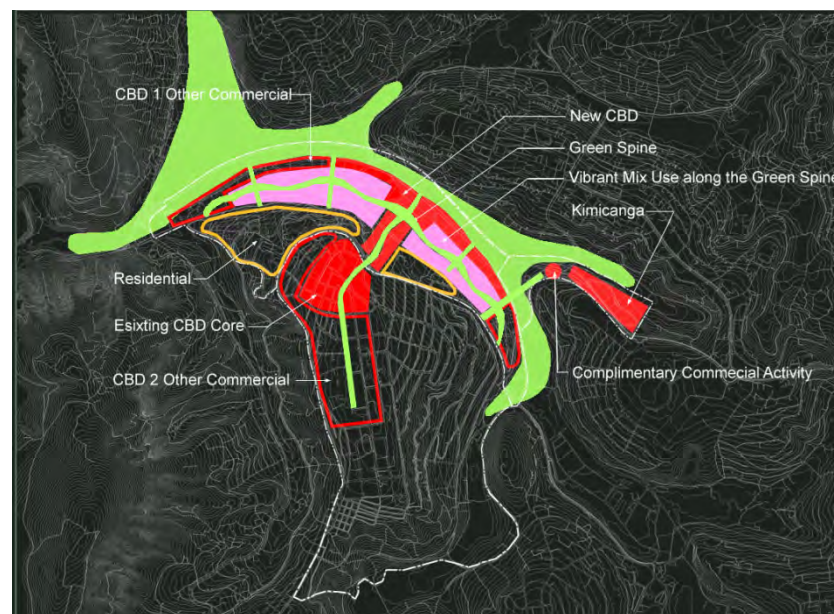 CBD 1 Other Commercial
New CBD
Green Spine
Vibrant Mix Use along the Green Spine
Kimicanga
Residential
Esixting CBD Core
CBD 2 Other Commercial
Complimentary Commecial Activity